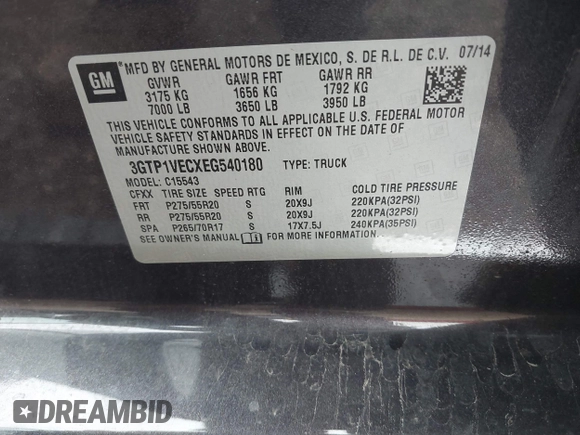 GM
*MFD BY GENERAL MOTORS DE MEXICO, S. DE R.L. DE C.V. 07/14
GVWR GAWR FRT GAWR RR
3175 KG 1656 KG 1792 KG
7000 LB 3650 LB 3950 LB
THIS VEHICLE CONFORMS TO ALL APPLICABLE U.S. FEDERAL MOTOR
VEHICLE SAFETY STANDARDS IN EFFECT ON THE DATE OF
MANUFACTURE SHOWN ABOVE.
3GTP1VECXEG540180 TYPE: TRUCK
MODEL: C15543
CFXX TIRE SIZE SPEED RTG RIM COLD TIRE PRESSURE
FRT P275/55R20 S 20X9J 220KPA(32PSI)
RR P275/55R20 S 20X9J 220KPA(32PSI)
SPA P265/70R17 S 17X7.5J 240KPA(35PSI)
SEE OWNER'S MANUAL FOR MORE INFORMATION
DREAMBID